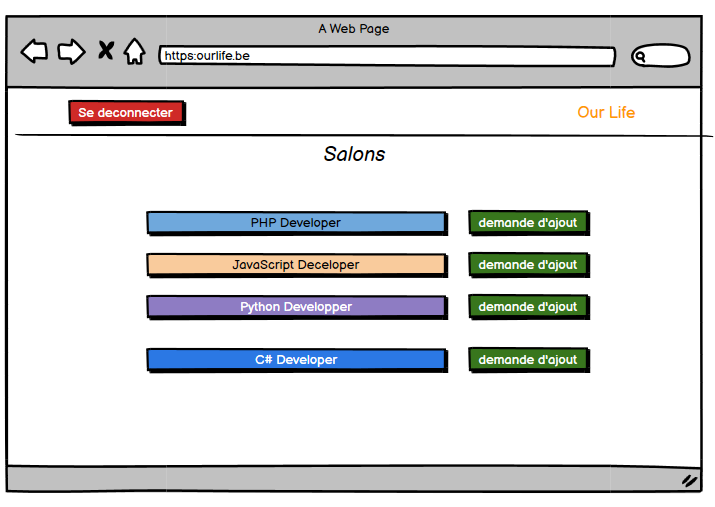 A Web Page
https:ourlife.be
Se deconnecter
Our Life
Salons
PHP Developer
demande d'ajout
JavaScript Deceloper
demande d'ajout
Python Developper
demande d'ajout
C# Developer
demande d'ajout